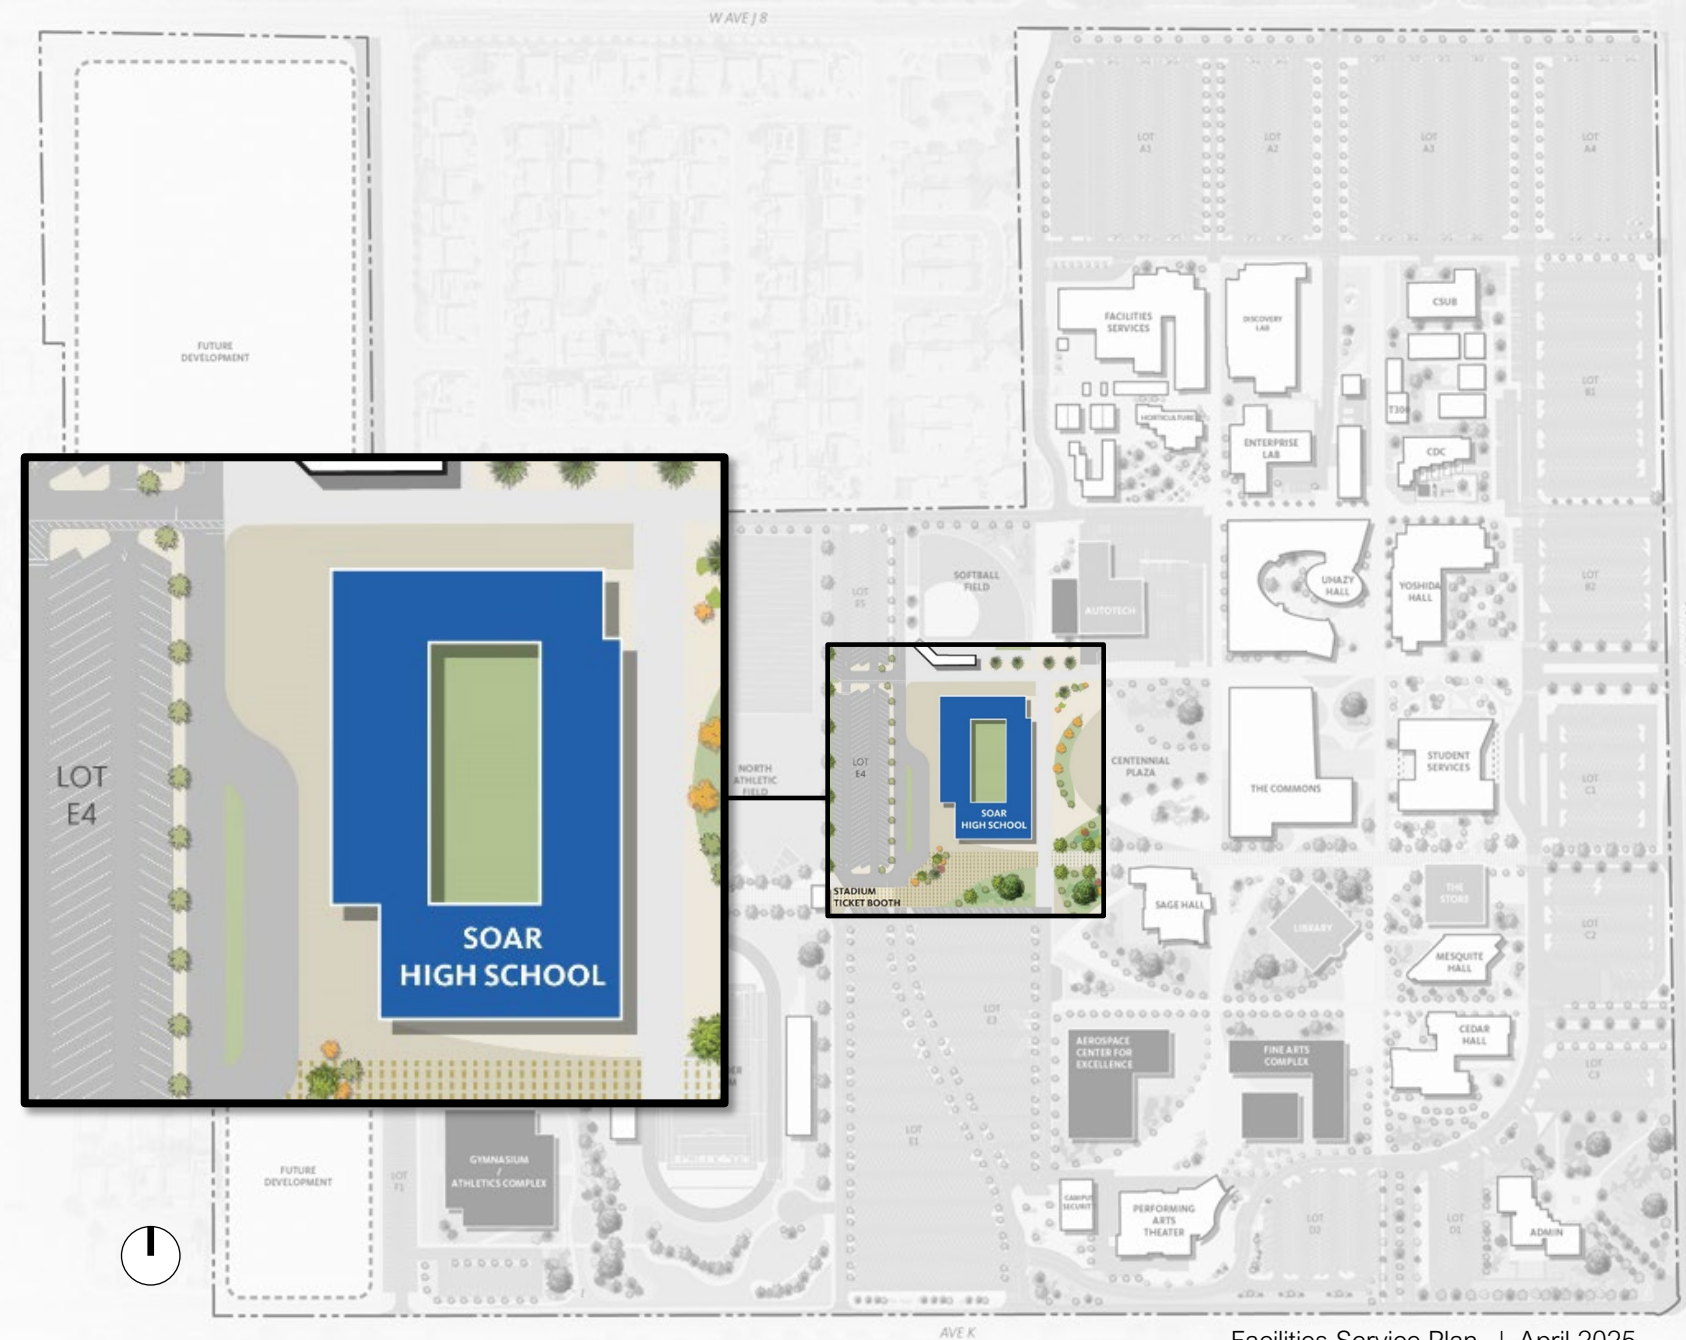 W AVE J 8
LOT
A1
LOT
A2
LOT
A3
LOT
A4
FUTURE
DEVELOPMENT
FACILITIES
SERVICES
DISCOVERY
LAB
CSUB
LOT
B1
HORTICULTURE
T300
ENTERPRISE
LAB
CDC
LOT
E5
SOFTBALL
FIELD
AUTOTECH
UHAZY
HALL
YOSHIDA
HALL
LOT
B2
LOT
E4
SOAR
HIGH SCHOOL
NORTH
ATHLETIC
FIELD
LOT
E4
SOAR
HIGH SCHOOL
STADIUM
TICKET BOOTH
CENTENNIAL
PLAZA
THE COMMONS
STUDENT
SERVICES
LOT
C1
SAGE HALL
LIBRARY
THE
STORE
MESQUITE
HALL
LOT
C2
LOT
AEROSPACE
CENTER FOR
EXCELLENCE
FINE ARTS
COMPLEX
CEDAR
HALL
LOT
C3
LOT
E1
FUTURE
DEVELOPMENT
LOT
F1
GYMNASIUM
/
ATHLETICS COMPLEX
CAMPUS
SECURITY
PERFORMING
ARTS
THEATER
LOT
D2
LOT
D1
ADMIN
AVE K
Facilities Service Plan | April 2025